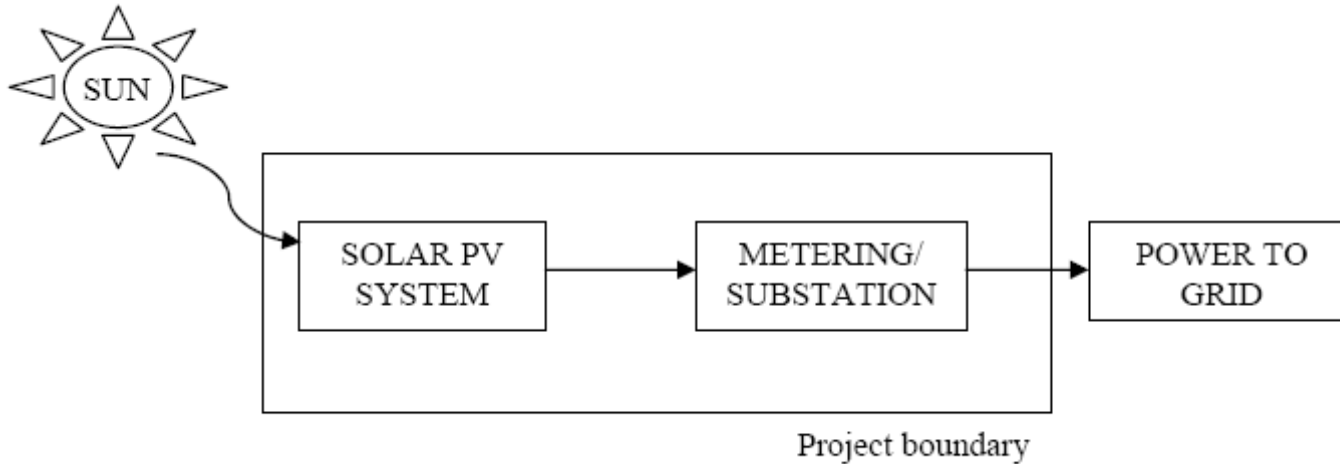 SUN
SOLAR PV
SYSTEM
METERING/
SUBSTATION
POWER TO
GRID
Project boundary